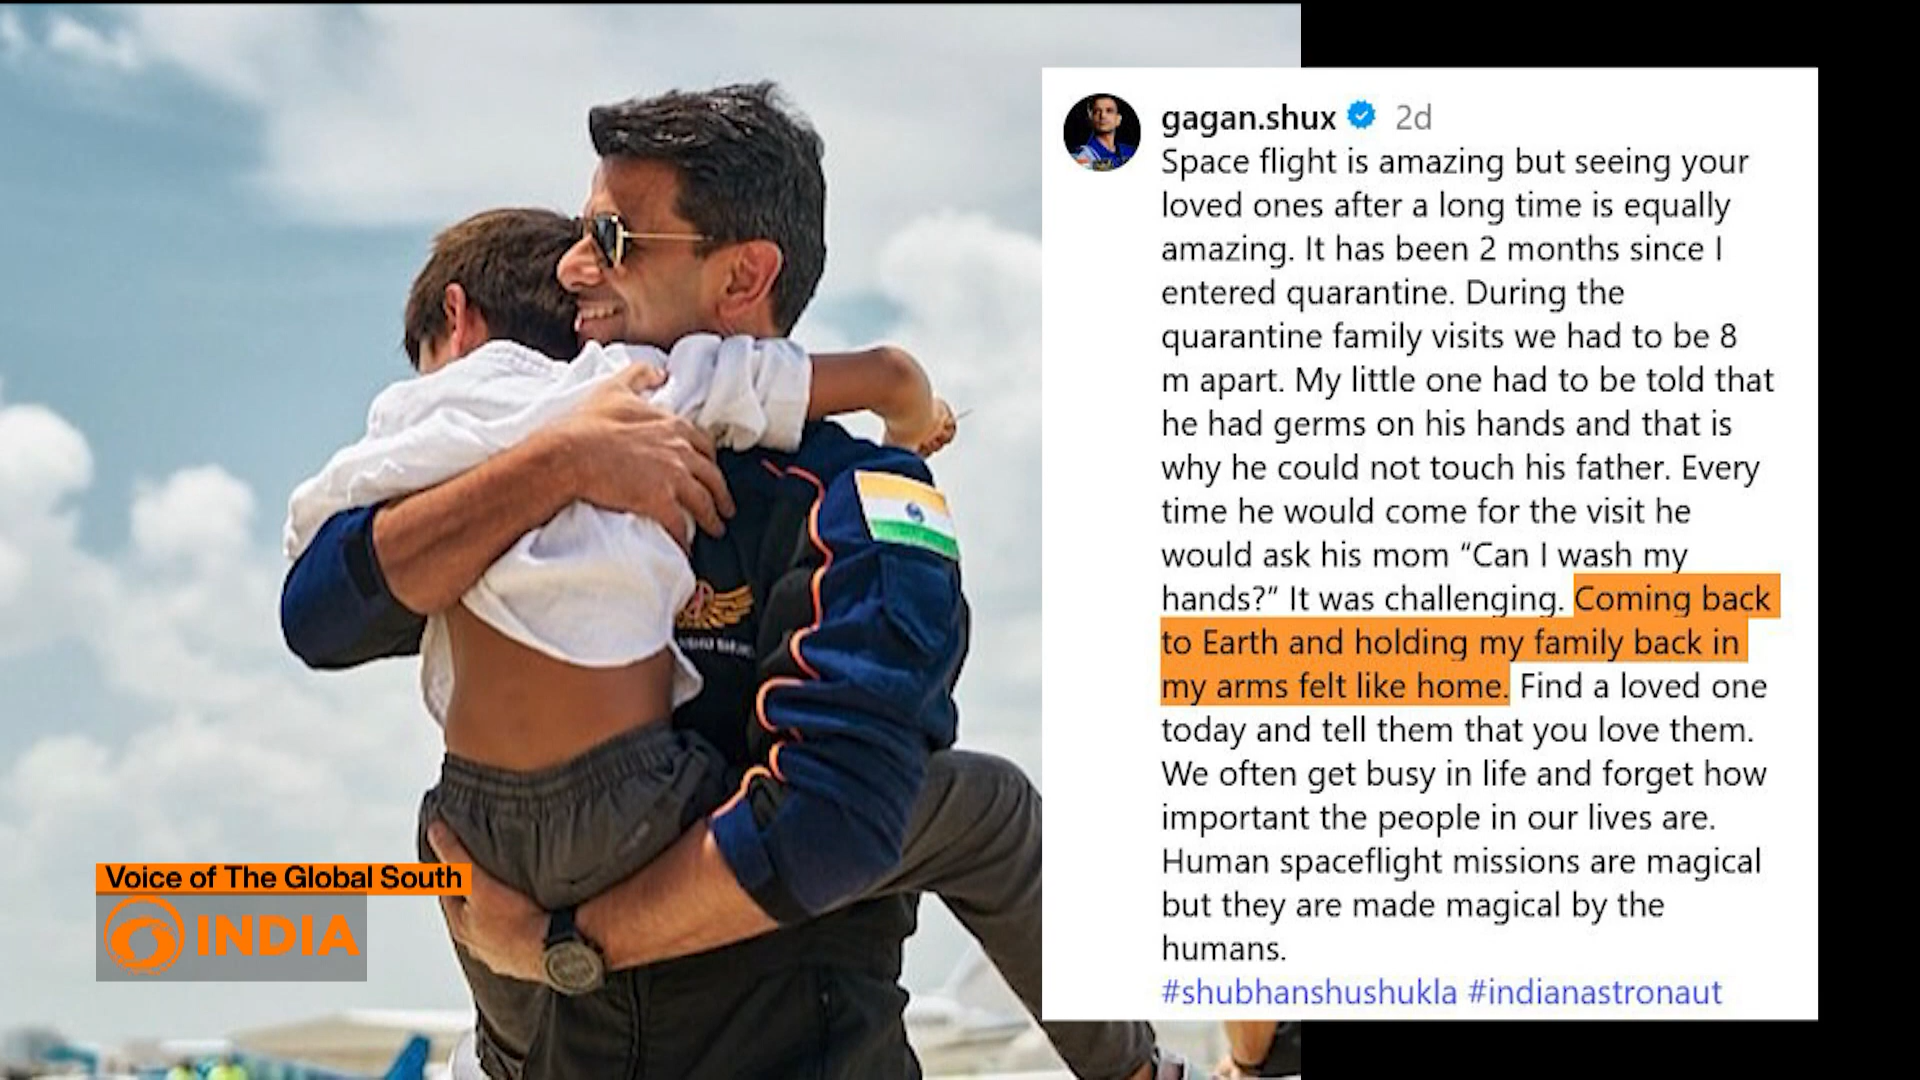 gagan.shux 2d
Space flight is amazing but seeing your
loved ones after a long time is equally
amazing. It has been 2 months since I
entered quarantine. During the
quarantine family visits we had to be 8
m apart. My little one had to be told that
he had germs on his hands and that is
why he could not touch his father. Every
time he would come for the visit he
would ask his mom “Can I wash my
hands?” It was challenging. Coming back
to Earth and holding my family back in
my arms felt like home. Find a loved one
today and tell them that you love them.
We often get busy in life and forget how
important the people in our lives are.
Human spaceflight missions are magical
but they are made magical by the
humans.
#shubhanshushukla #indianastronaut
Voice of The Global South
INDIA